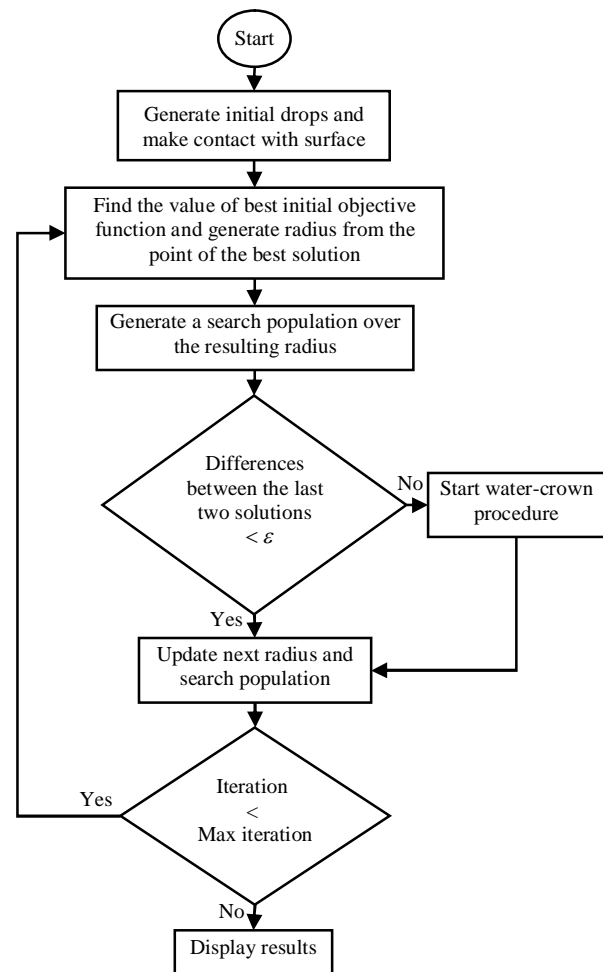 Start
Generate initial drops and
make contact with surface
Find the value of best initial objective
function and generate radius from the
point of the best solution
Generate a search population over
the resulting radius
Differences
between the last
two solutions
< ε
No
Start water-crown
procedure
Yes
Update next radius and
search population
Iteration
<
Max iteration
Yes
No
Display results